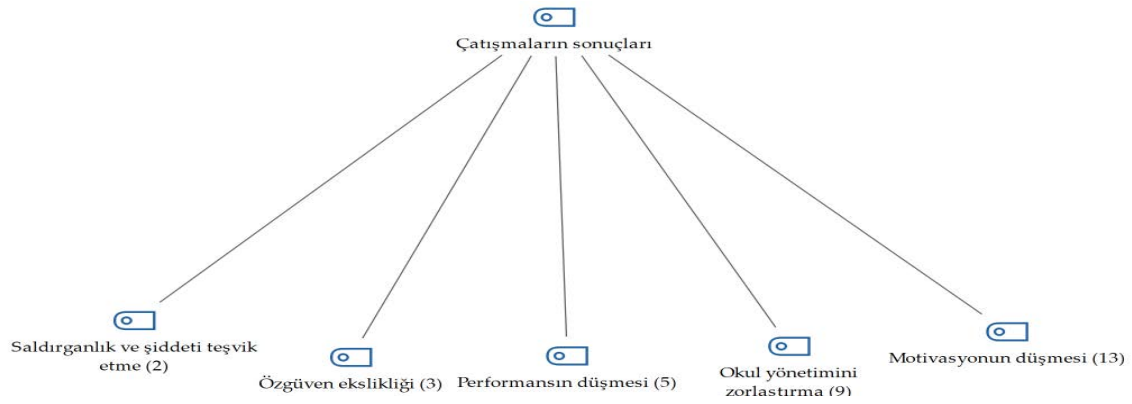 Çatışmaların sonuçları
Saldırganlık ve şiddeti teşvik
etme (2)
Özgüven ekslikliği (3)
Performansın düşmesi (5)
Okul yönetimini
zorlaştırma (9)
Motivasyonun düşmesi (13)